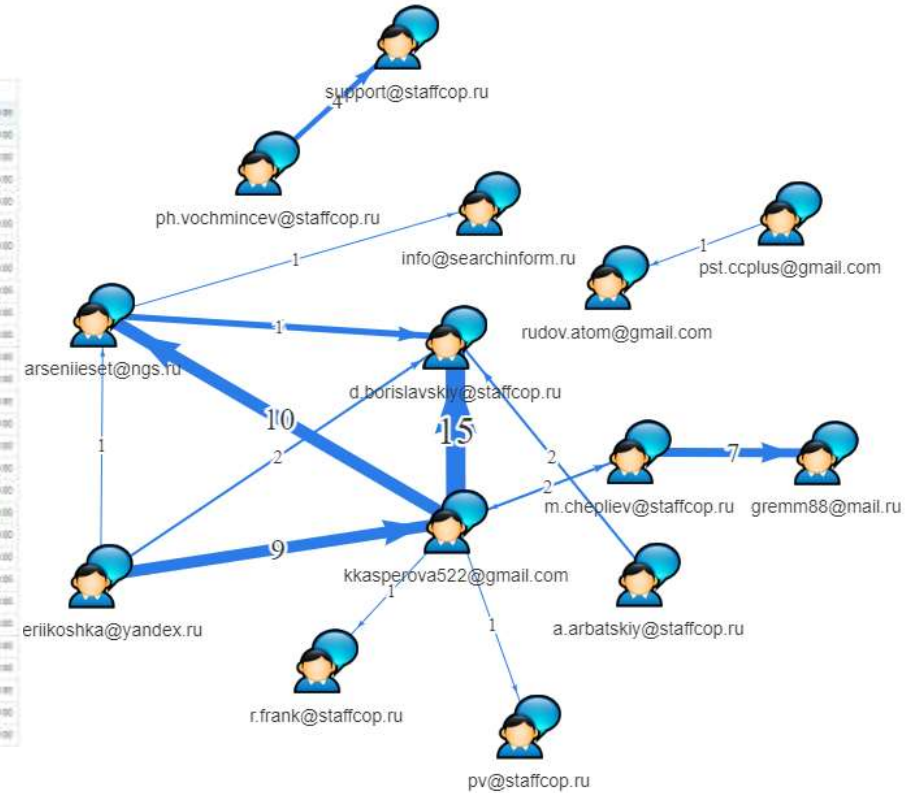 support@staffcop.ru
4
ph.vochmincev@staffcop.ru
info@searchinform.ru
1
pst.ccplus@gmail.com
1
rudov.atom@gmail.com
arseniieset@ngs.ru
1
d.borislavskiy@staffcop.ru
10
15
1
2
2
7
2
m.chepliev@staffcop.ru
gremm88@mail.ru
9
kkasperova522@gmail.com
1
eriikoshka@yandex.ru
1
a.arbatskiy@staffcop.ru
r.frank@staffcop.ru
pv@staffcop.ru